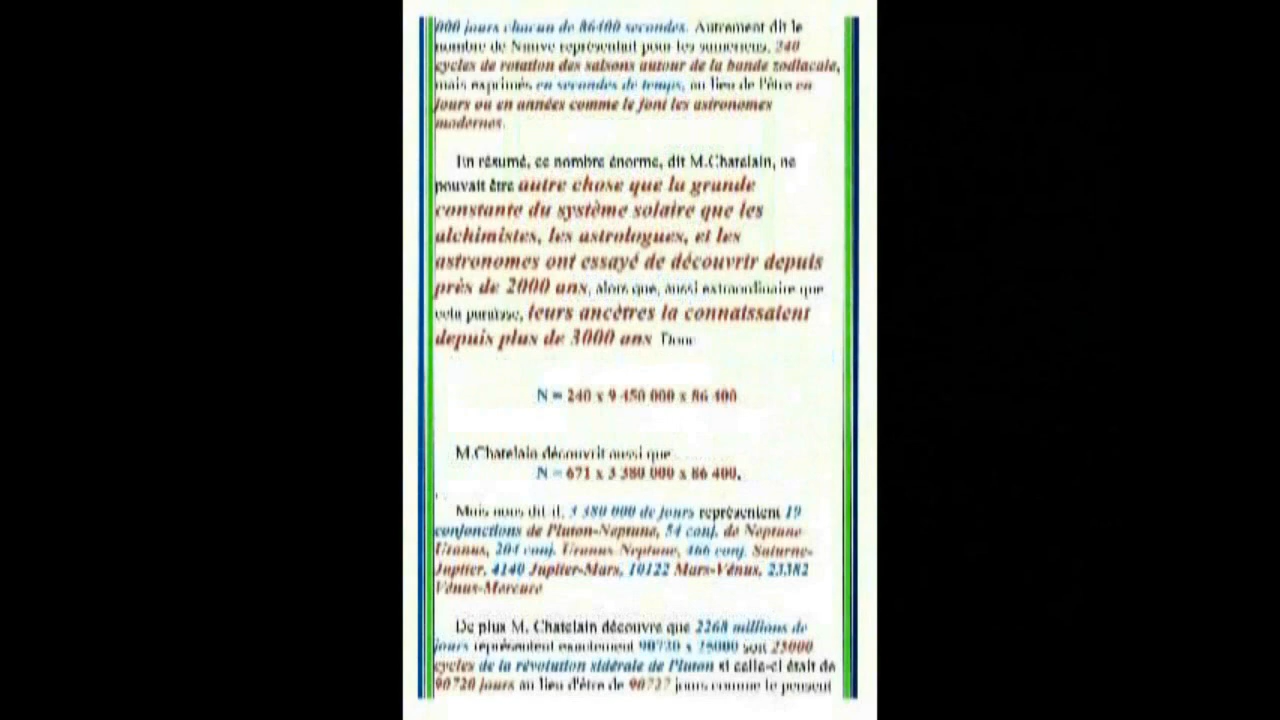 000 jours chacun de 86400 secondes. Autrement dit le
nombre de Ninive représentait pour les sumériens, 240
cycles de rotation des saisons autour de la bande zodiacale,
mais exprimés en secondes de temps, au lieu de l'être en
jours ou en années comme le font les astronomes
modernes.
En résumé, ce nombre énorme, dit M.Chatelain, ne
pouvait être autre chose que la grande
constante du système solaire que les
alchimistes, les astrologues, et les
astronomes ont essayé de découvrir depuis
près de 2000 ans, alors que, aussi extraordinaire que
cela paraisse, leurs ancêtres la connaissaient
depuis plus de 3000 ans. Donc
N = 240 x 9 450 000 x 86 400
M.Chatelain découvrit aussi que
N = 671 x 3 380 000 x 86 400.
Mais nous dit il, 3 380 000 de jours représentent 19
conjonctions de Pluton-Neptune, 54 conj. de Neptune-
Uranus, 204 conj. Uranus-Neptune, 466 conj. Saturne-
Jupiter, 4140 Jupiter-Mars, 10122 Mars-Vénus, 23382
Vénus-Mercure
De plus M. Chatelain découvre que 2268 millions de
jours représentent exactement 90720 x 25000 soit 25000
cycles de la révolution sidérale de Pluton si celle-ci était de
90720 jours au lieu d'être de 90727 jours comme le pensent